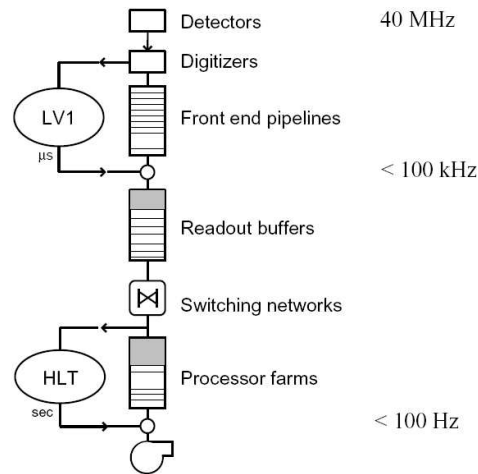 Detectors 40 MHz
Digitizers
LV1 Front end pipelines
μs
< 100 kHz
Readout buffers
Switching networks
HLT Processor farms
sec
< 100 Hz